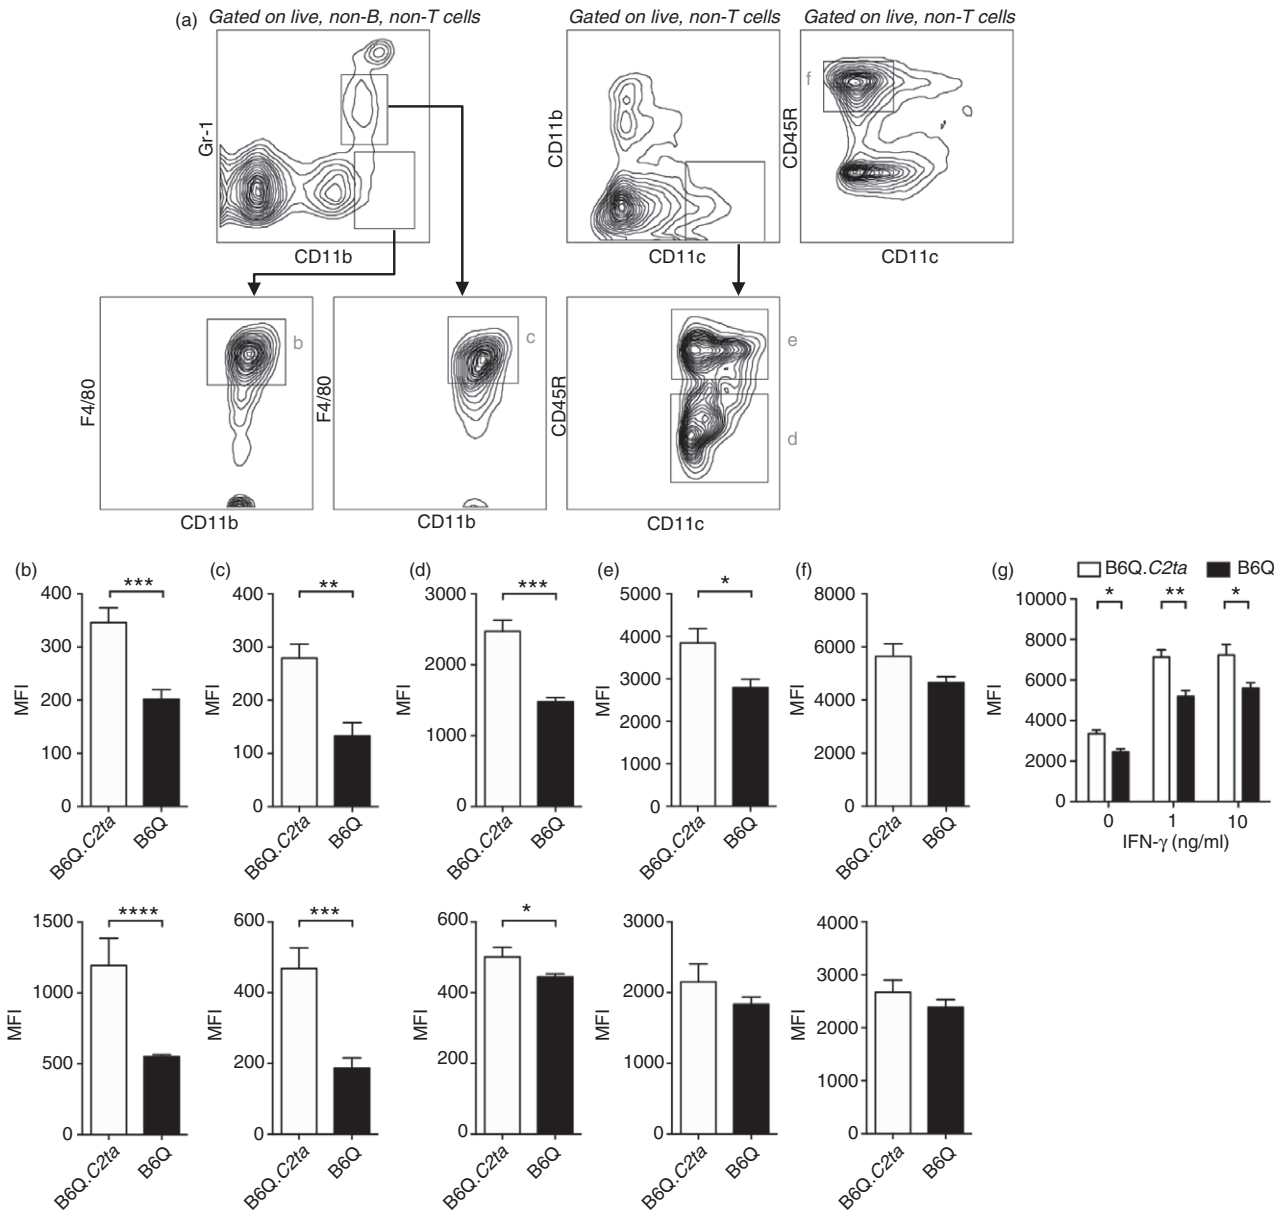 (a)
Gated on live, non-B, non-T cells
Gated on live, non-T cells
Gated on live, non-T cells
Gr-1
CD11b
CD11b
CD11c
CD45R
CD11c
f
F4/80
CD11b
b
F4/80
CD11b
c
CD45R
CD11c
e
d
(b)
***
MFI
400
300
200
100
0
B6Q.C2ta
B6Q
(c)
**
MFI
400
300
200
100
0
B6Q.C2ta
B6Q
(d)
***
MFI
3000
2000
1000
0
B6Q.C2ta
B6Q
(e)
*
MFI
5000
4000
3000
2000
1000
0
B6Q.C2ta
B6Q
(f)
MFI
8000
6000
4000
2000
0
B6Q.C2ta
B6Q
(g)
B6Q.C2ta
B6Q
*
**
*
MFI
10000
8000
6000
4000
2000
0
0
1
10
IFN-γ (ng/ml)
****
MFI
1500
1000
500
0
B6Q.C2ta
B6Q
***
MFI
600
400
200
0
B6Q.C2ta
B6Q
*
MFI
600
400
200
0
B6Q.C2ta
B6Q
MFI
3000
2000
1000
0
B6Q.C2ta
B6Q
MFI
4000
3000
2000
1000
0
B6Q.C2ta
B6Q